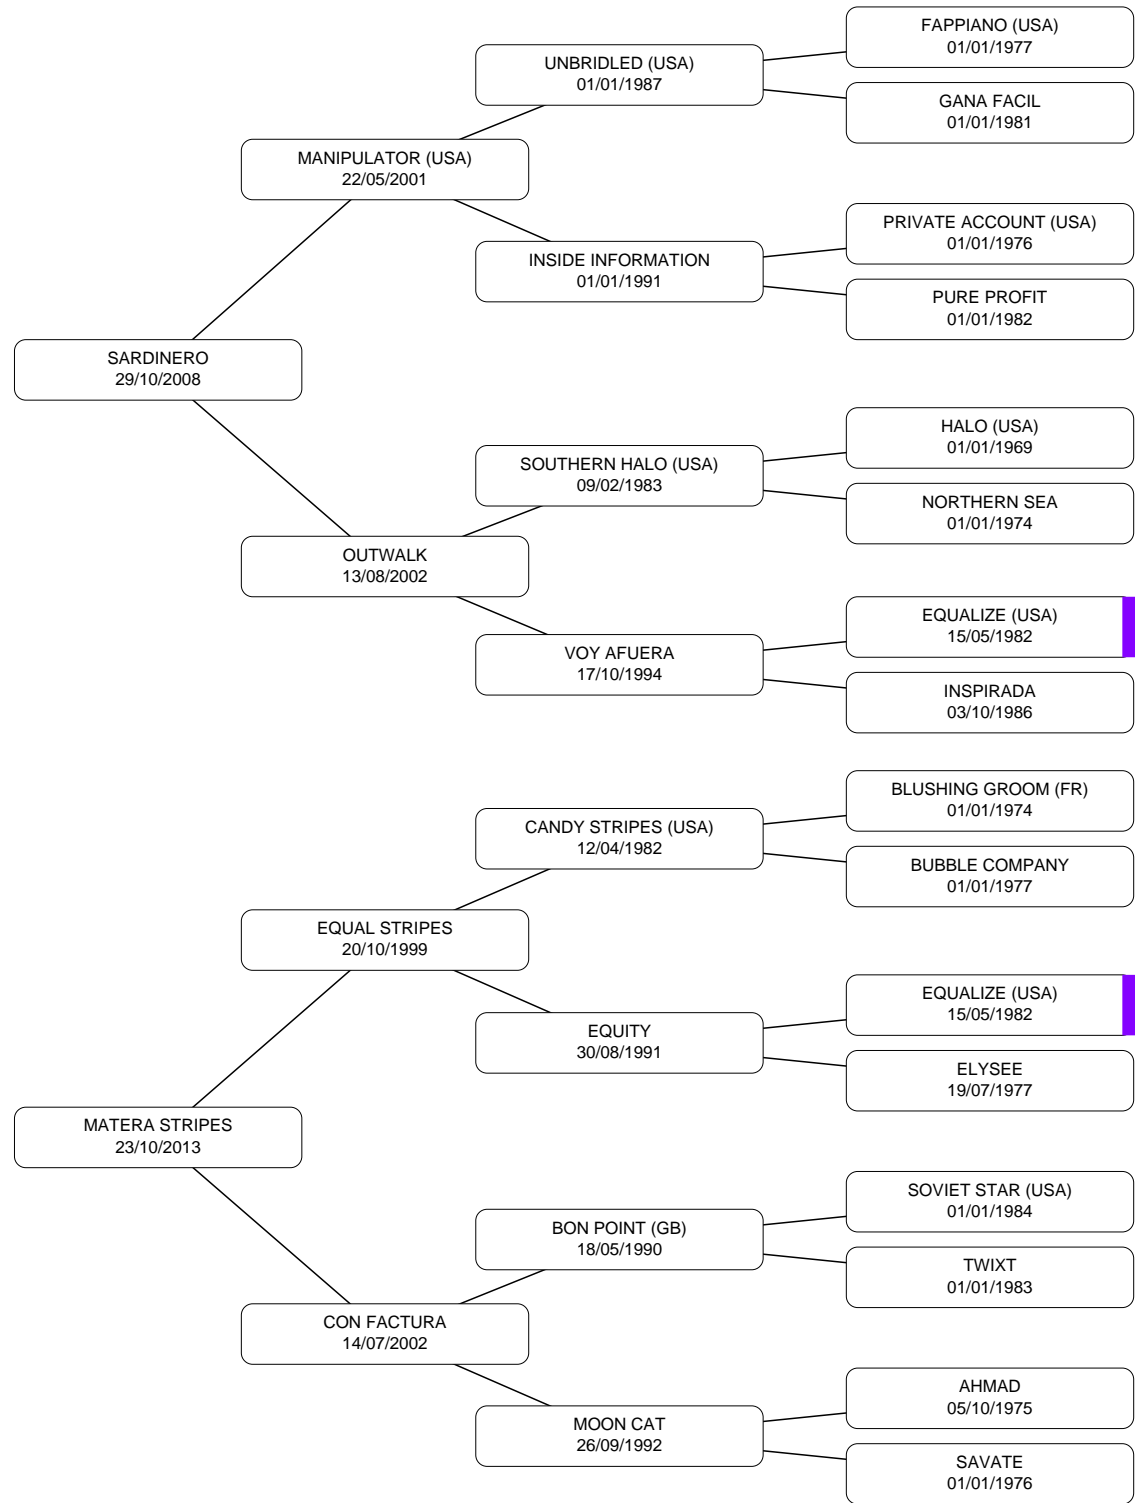 FAPPIANO (USA)
01/01/1977
UNBRIDLED (USA)
01/01/1987
GANA FACIL
01/01/1981
MANIPULATOR (USA)
22/05/2001
PRIVATE ACCOUNT (USA)
01/01/1976
INSIDE INFORMATION
01/01/1991
PURE PROFIT
01/01/1982
SARDINERO
29/10/2008
HALO (USA)
01/01/1969
SOUTHERN HALO (USA)
09/02/1983
NORTHERN SEA
01/01/1974
OUTWALK
13/08/2002
EQUALIZE (USA)
15/05/1982
VOY AFUERA
17/10/1994
INSPIRADA
03/10/1986
BLUSHING GROOM (FR)
01/01/1974
CANDY STRIPES (USA)
12/04/1982
BUBBLE COMPANY
01/01/1977
EQUAL STRIPES
20/10/1999
EQUALIZE (USA)
15/05/1982
EQUITY
30/08/1991
ELYSEE
19/07/1977
MATERA STRIPES
23/10/2013
SOVIET STAR (USA)
01/01/1984
BON POINT (GB)
18/05/1990
TWIXT
01/01/1983
CON FACTURA
14/07/2002
AHMAD
05/10/1975
MOON CAT
26/09/1992
SAVATE
01/01/1976